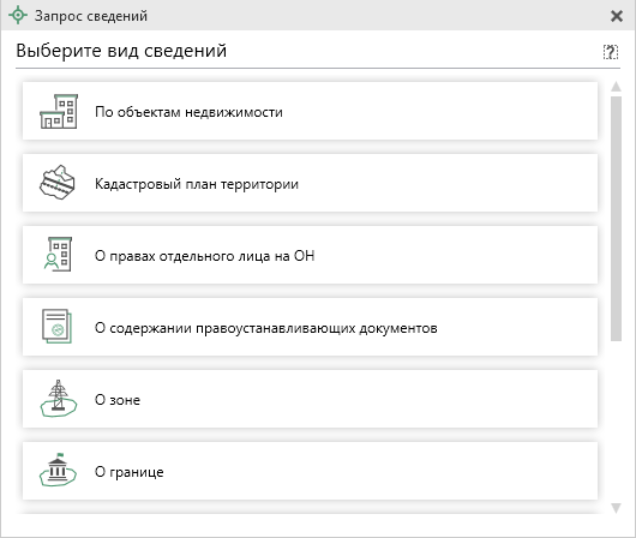 Запрос сведений
Выберите вид сведений
По объектам недвижимости
Кадастровый план территории
О правах отдельного лица на ОН
О содержании правоустанавливающих документов
О зоне
О границе